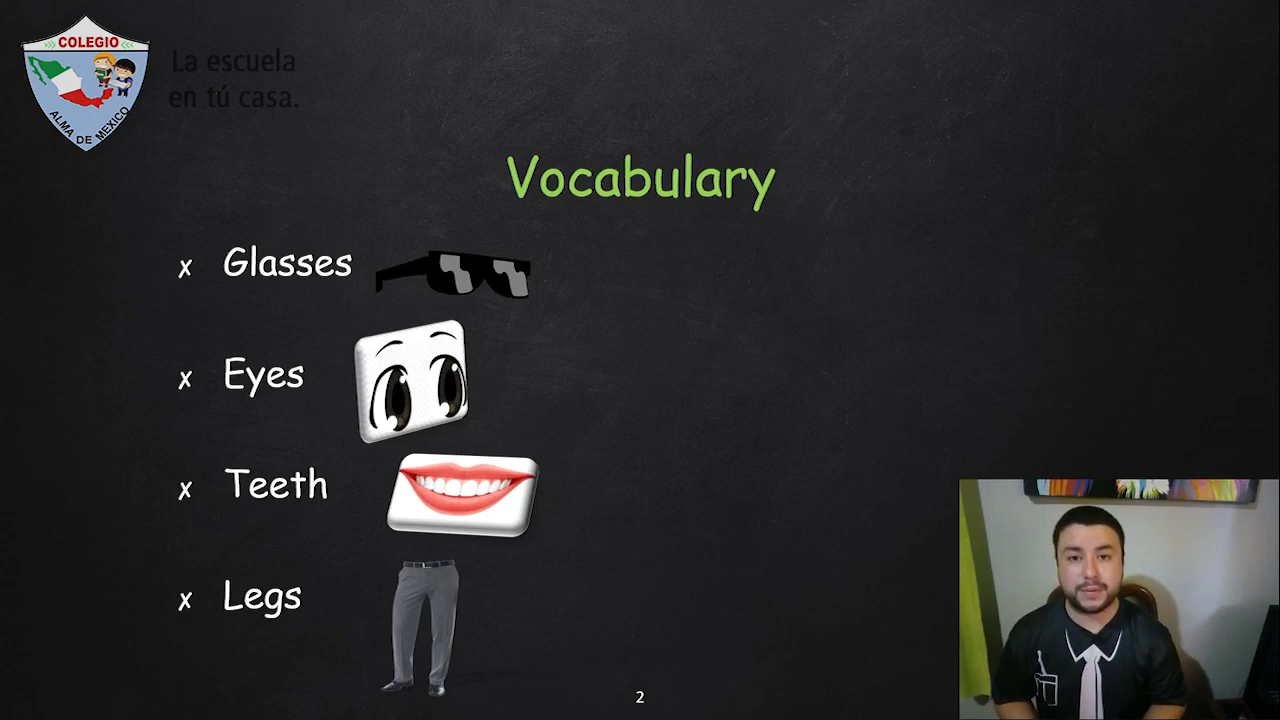 COLEGIO
ALMA DE MEXICO
La escuela
en tú casa.
Vocabulary
x Glasses
x Eyes
x Teeth
x Legs
2